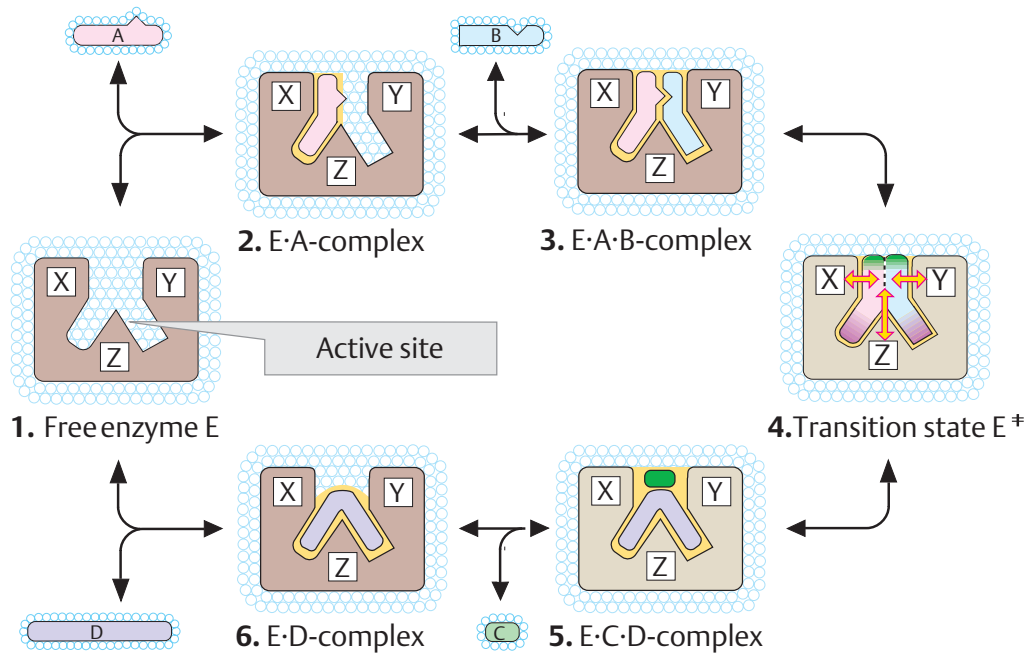 A
B
X
Y
Z
2. E·A-complex
X
Y
Z
3. E·A·B-complex
X
Y
Z
1. Free enzyme E
Active site
X
Y
Z
4.Transition state E ‡
X
Y
Z
6. E·D-complex
X
Y
Z
5. E·C·D-complex
D
C